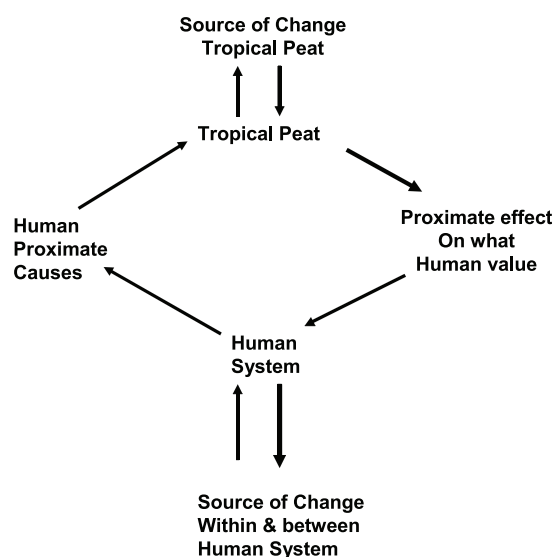 Source of Change
Tropical Peat
Tropical Peat
Proximate effect
On what
Human value
Human
Proximate
Causes
Human
System
Source of Change
Within & between
Human System